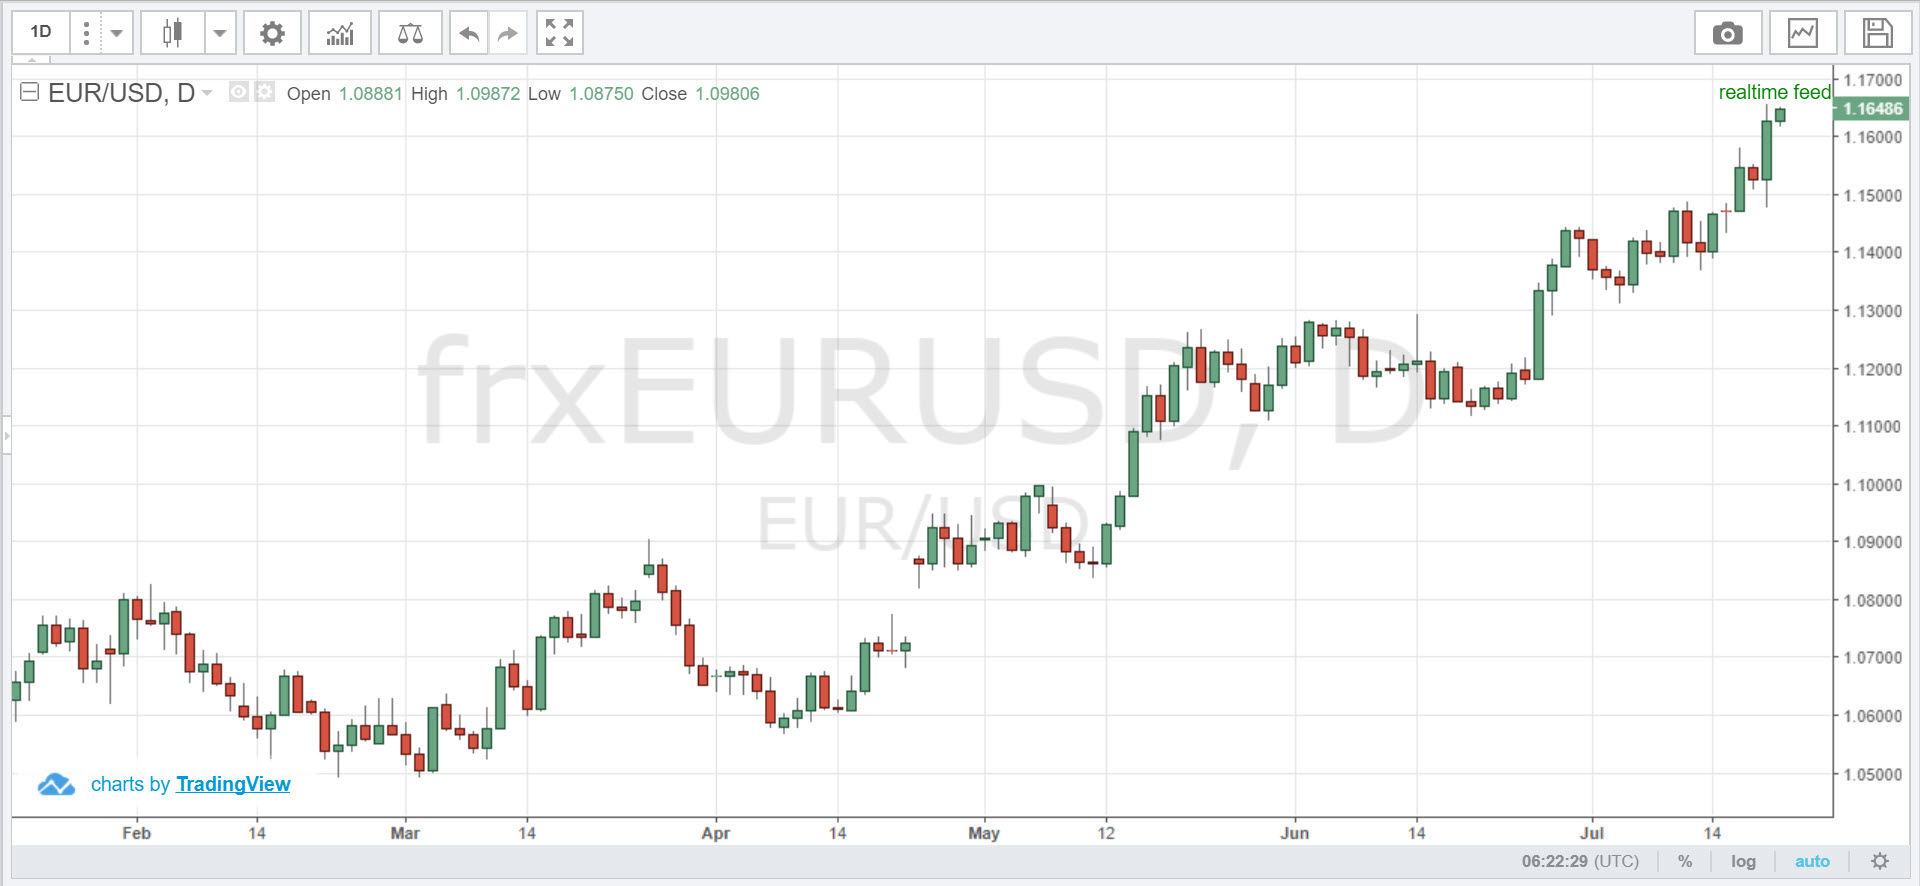 1D
EUR/USD, D Open 1.08881 High 1.09872 Low 1.08750 Close 1.09806
realtime feed
1.17000
1.16486
1.16000
1.15000
1.14000
1.13000
1.12000
1.11000
1.10000
1.09000
1.08000
1.07000
1.06000
1.05000
frxEURUSD, D
EUR/USD
charts by TradingView
Feb 14 Mar 14 Apr 14 May 12 Jun 14 Jul 14
06:22:29 (UTC) % log auto